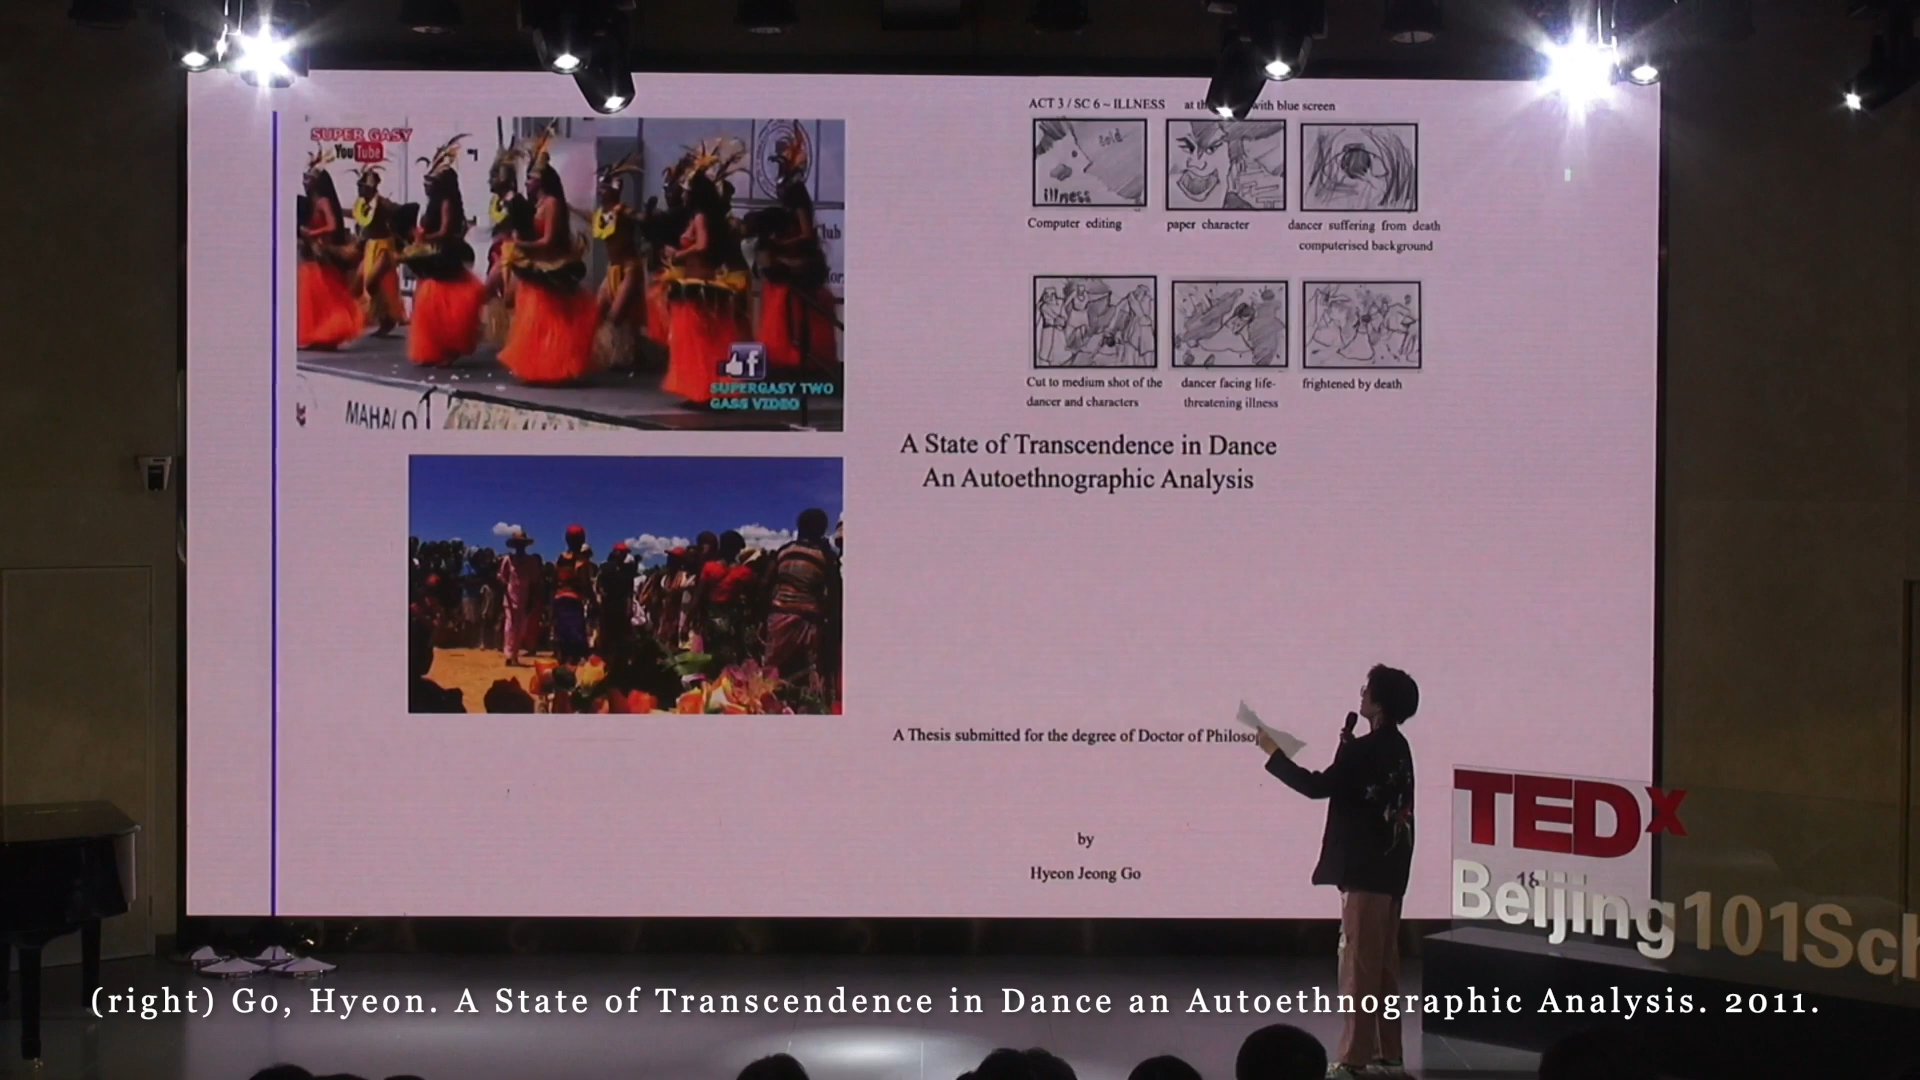 SUPER GASY
YouTube
Club
f
SUPERGASY TWO
GASS VIDEO
MAHALO
ACT 3 / SC 6 – ILLNESS at th with blue screen
illness
Computer editing
paper character
dancer suffering from death
computerised background
Cut to medium shot of the
dancer and characters
dancer facing life-
threatening illness
frightened by death
A State of Transcendence in Dance
An Autoethnographic Analysis
A Thesis submitted for the degree of Doctor of Philosop
by
Hyeon Jeong Go
TEDx
Beijing101Sch
(right) Go, Hyeon. A State of Transcendence in Dance an Autoethnographic Analysis. 2011.